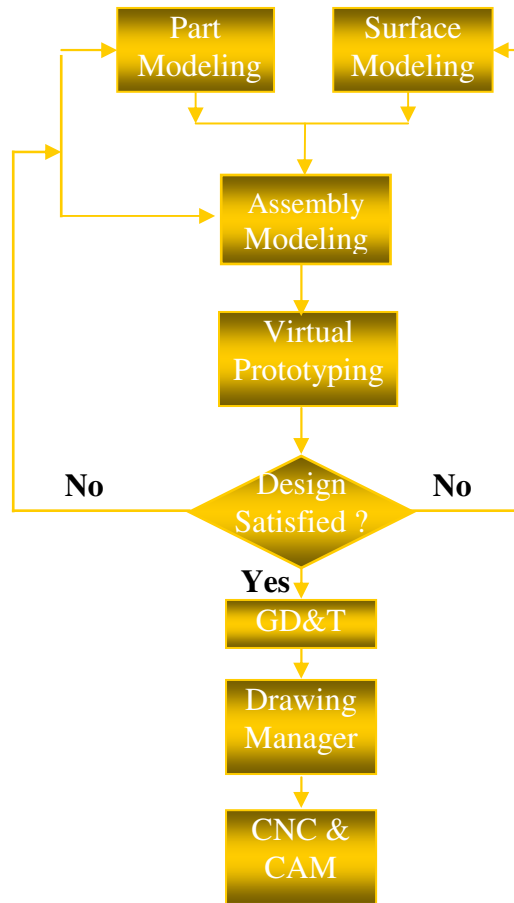 Part
Modeling
Surface
Modeling
Assembly
Modeling
Virtual
Prototyping
Design
Satisfied ?
No
No
Yes
GD&T
Drawing
Manager
CNC &
CAM